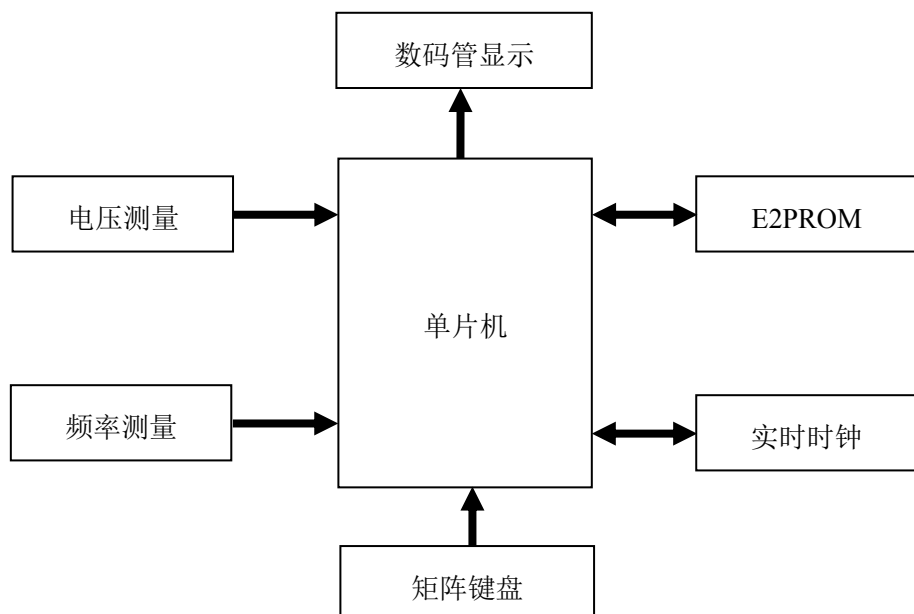 数码管显示
电压测量
E2PROM
单片机
频率测量
实时时钟
矩阵键盘